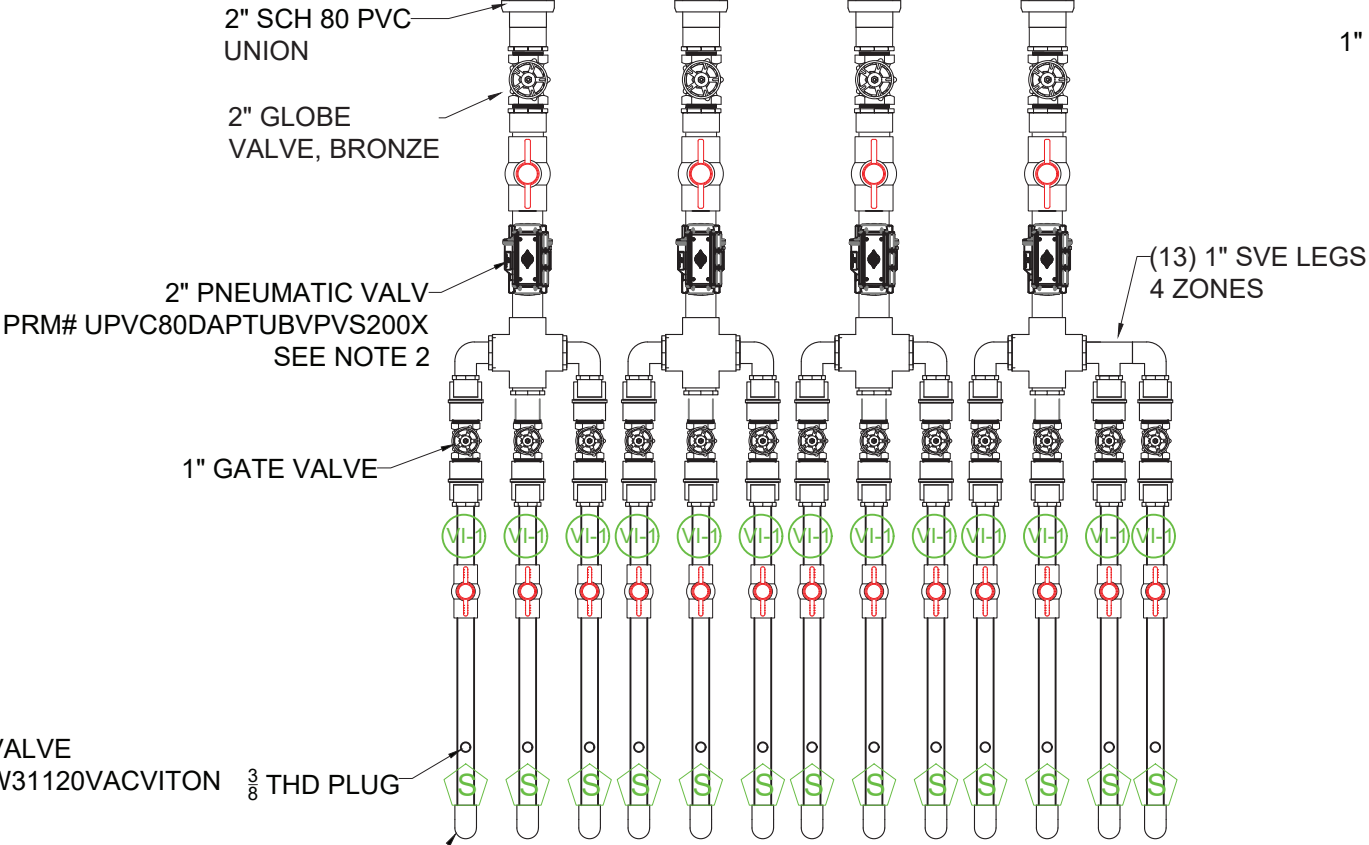 2" SCH 80 PVC
UNION
1"
2" GLOBE
VALVE, BRONZE
(13) 1" SVE LEGS
4 ZONES
2" PNEUMATIC VALV
PRM# UPVC80DAPTUBVPVS200X
SEE NOTE 2
1" GATE VALVE
VI-1 VI-1 VI-1 VI-1 VI-1 VI-1 VI-1 VI-1 VI-1 VI-1 VI-1 VI-1 VI-1
VALVE
W31120VACVITON
3/8 THD PLUG
S S S S S S S S S S S S S